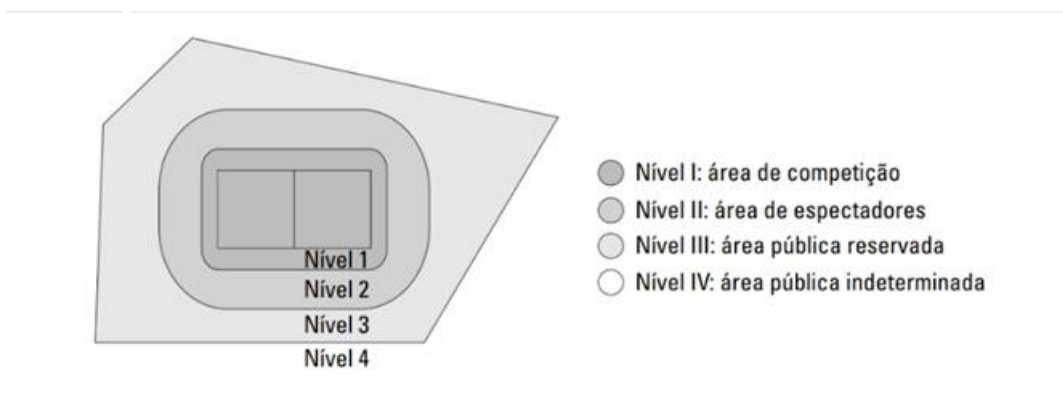 Nível 1
Nível 2
Nível 3
Nível 4
Nível I: área de competição
Nível II: área de espectadores
Nível III: área pública reservada
Nível IV: área pública indeterminada